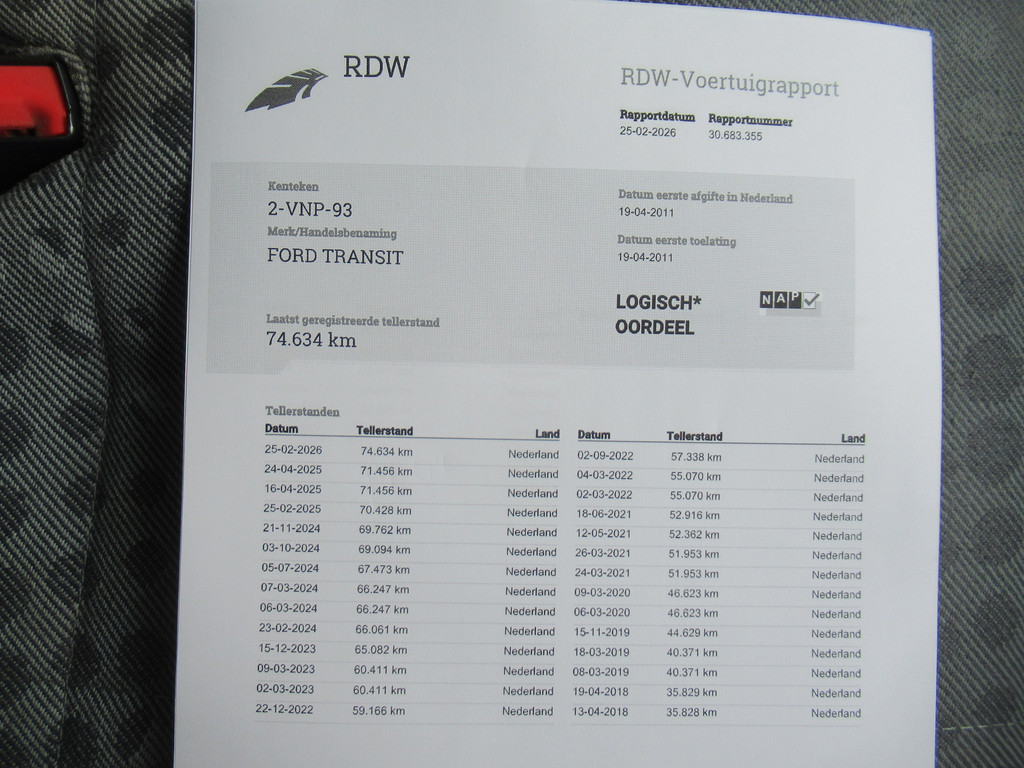 RDW
RDW-Voertuigrapport
Rapportdatum Rapportnummer
25-02-2026 30.683.355
Kenteken
2-VNP-93
Merk/Handelsbenaming
FORD TRANSIT
Laatst geregistreerde tellerstand
74.634 km
Datum eerste afgifte in Nederland
19-04-2011
Datum eerste toelating
19-04-2011
LOGISCH*
OORDEEL
NAP
Tellerstanden
Datum Tellerstand Land
25-02-2026 74.634 km Nederland
24-04-2025 71.456 km Nederland
16-04-2025 71.456 km Nederland
25-02-2025 70.428 km Nederland
21-11-2024 69.762 km Nederland
03-10-2024 69.094 km Nederland
05-07-2024 67.473 km Nederland
07-03-2024 66.247 km Nederland
06-03-2024 66.247 km Nederland
23-02-2024 66.061 km Nederland
15-12-2023 65.082 km Nederland
09-03-2023 60.411 km Nederland
02-03-2023 60.411 km Nederland
22-12-2022 59.166 km Nederland
Datum Tellerstand Land
02-09-2022 57.338 km Nederland
04-03-2022 55.070 km Nederland
02-03-2022 55.070 km Nederland
18-06-2021 52.916 km Nederland
12-05-2021 52.362 km Nederland
26-03-2021 51.953 km Nederland
24-03-2021 51.953 km Nederland
09-03-2020 46.623 km Nederland
06-03-2020 46.623 km Nederland
15-11-2019 44.629 km Nederland
18-03-2019 40.371 km Nederland
08-03-2019 40.371 km Nederland
19-04-2018 35.829 km Nederland
13-04-2018 35.828 km Nederland